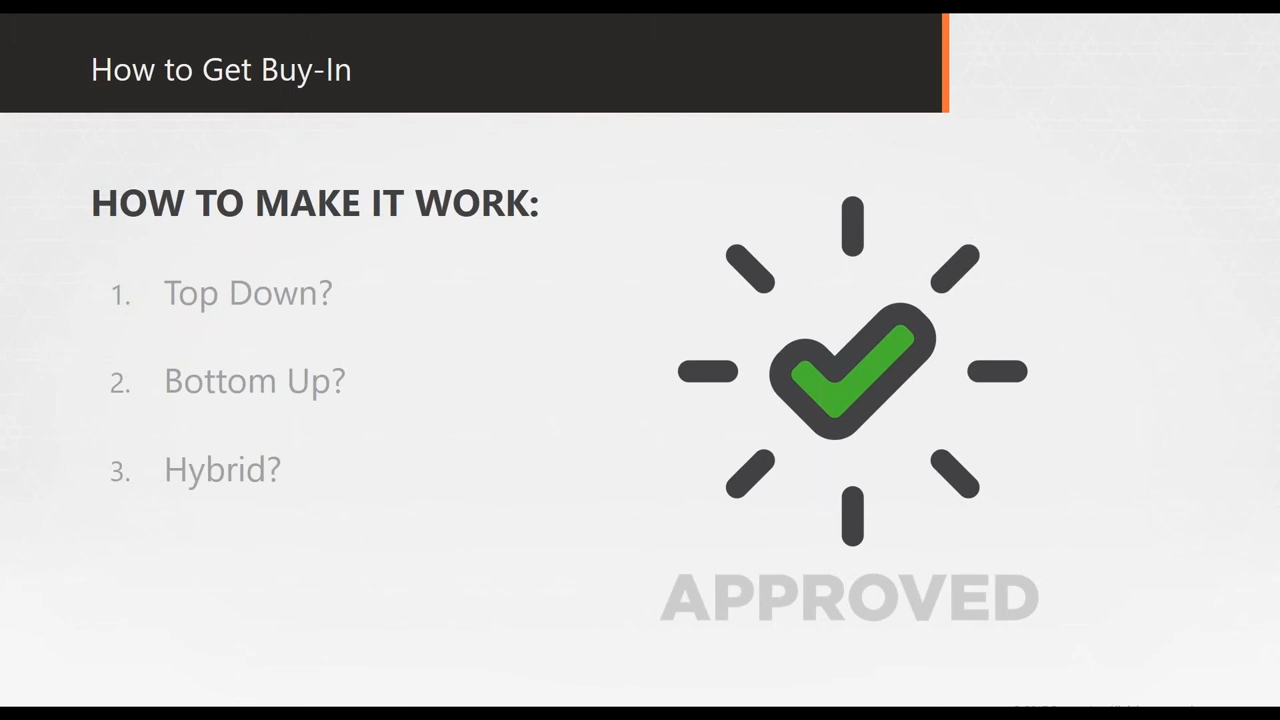 How to Get Buy-In
HOW TO MAKE IT WORK:
1. Top Down?
2. Bottom Up?
3. Hybrid?
APPROVED